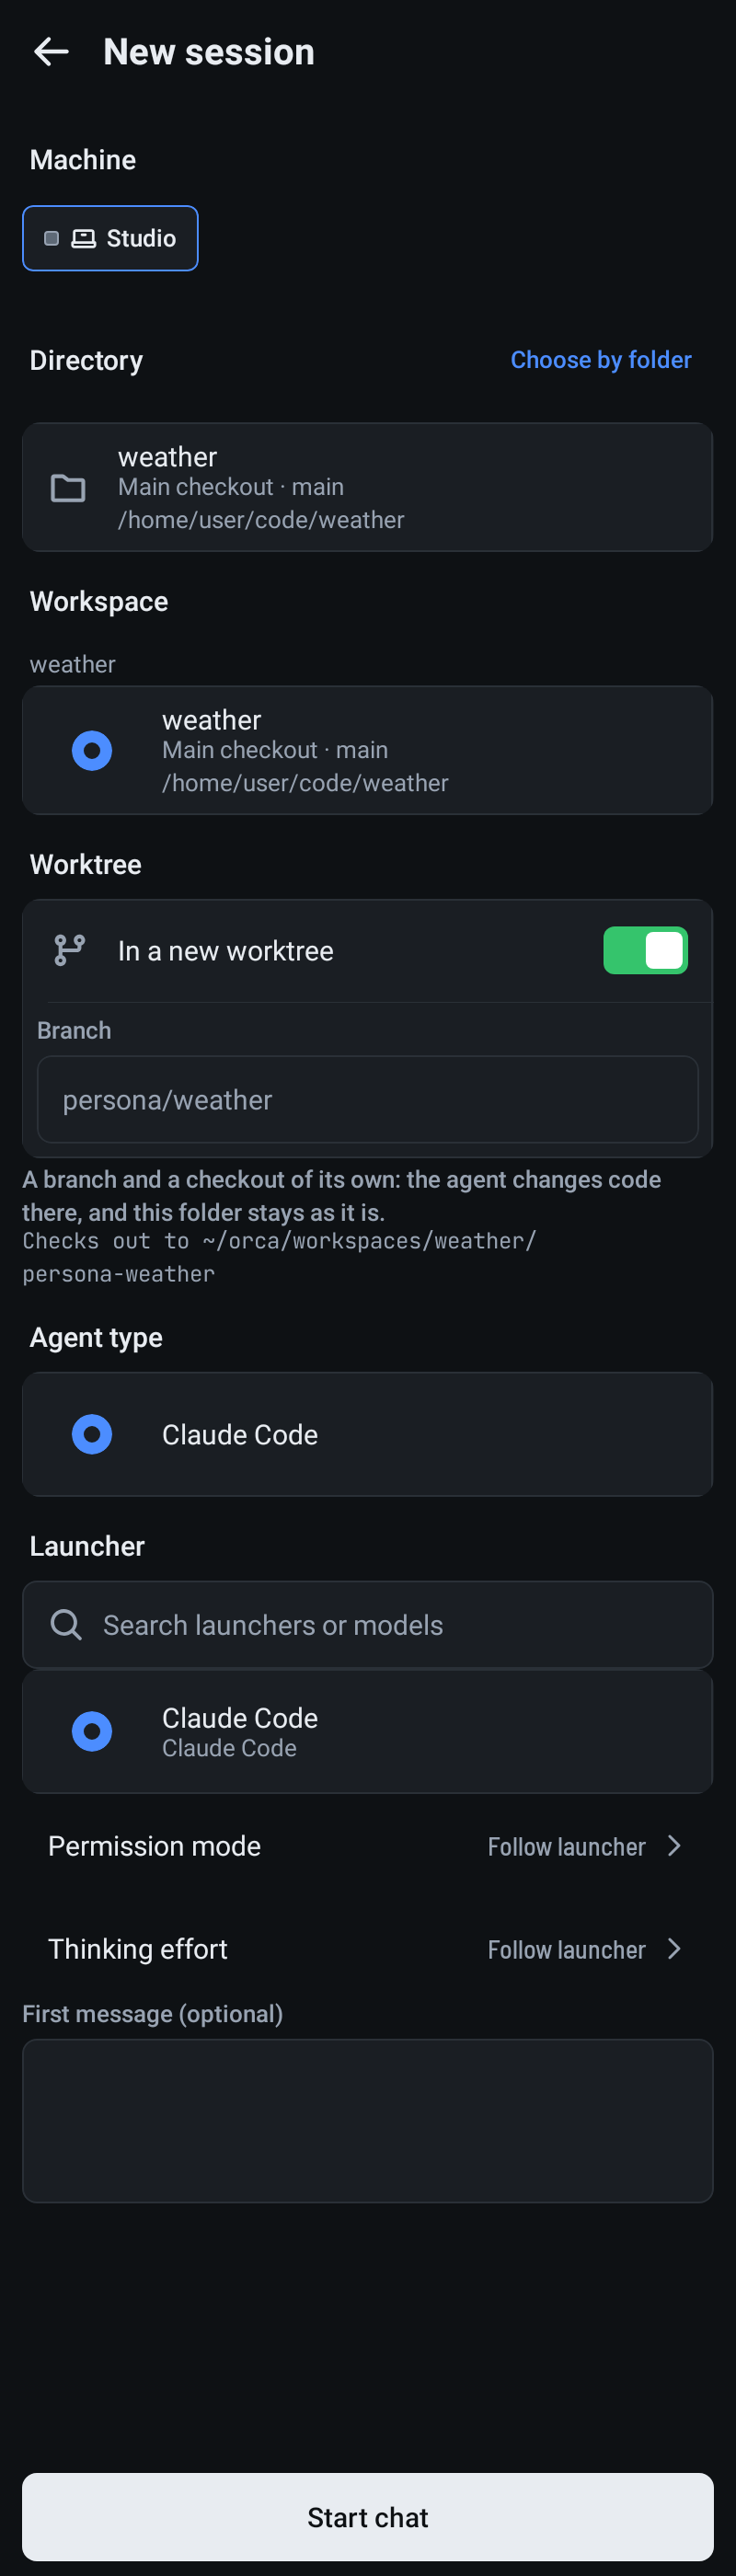 New session
Machine
Studio
Directory
Choose by folder
weather
Main checkout · main
/home/user/code/weather
Workspace
weather
weather
Main checkout · main
/home/user/code/weather
Worktree
In a new worktree
Branch
persona/weather
A branch and a checkout of its own: the agent changes code
there, and this folder stays as it is.
Checks out to ~/orca/workspaces/weather/
persona-weather
Agent type
Claude Code
Launcher
Search launchers or models
Claude Code
Claude Code
Permission mode
Follow launcher
Thinking effort
Follow launcher
First message (optional)
Start chat